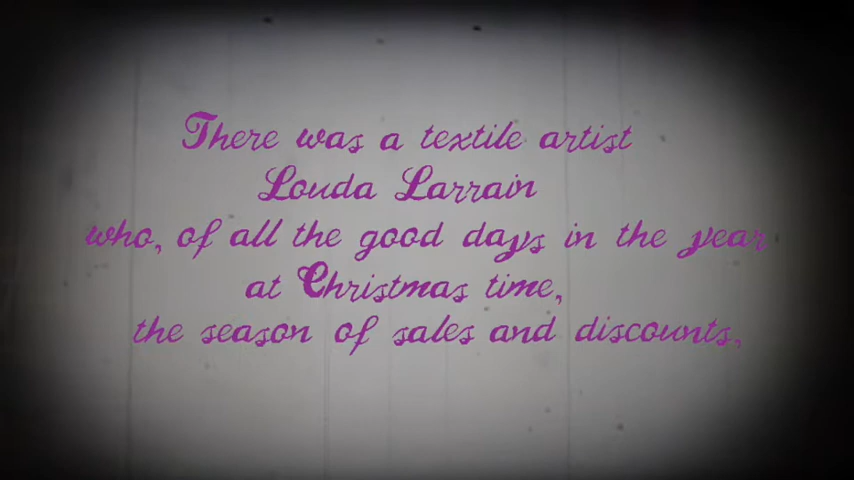 There was a textile artist
Louda Larrain
who, of all the good days in the year
at Christmas time,
the season of sales and discounts,